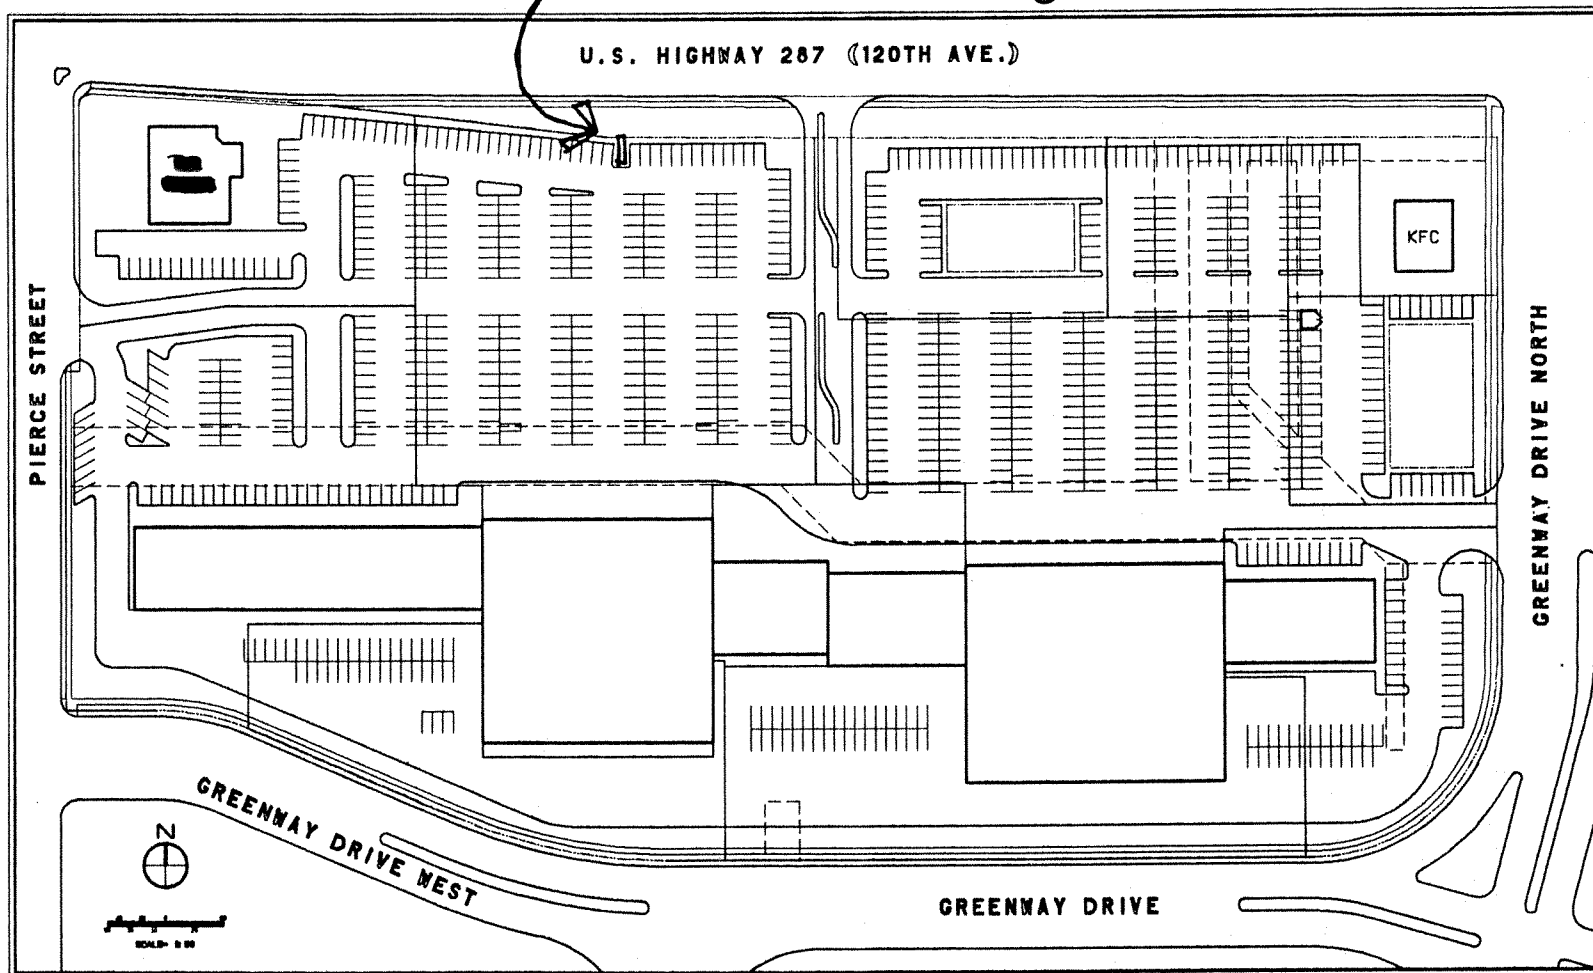 U.S. HIGHWAY 287 (120TH AVE.)
KFC
PIERCE STREET
GREENWAY DRIVE NORTH
GREENWAY DRIVE WEST
GREENWAY DRIVE
N